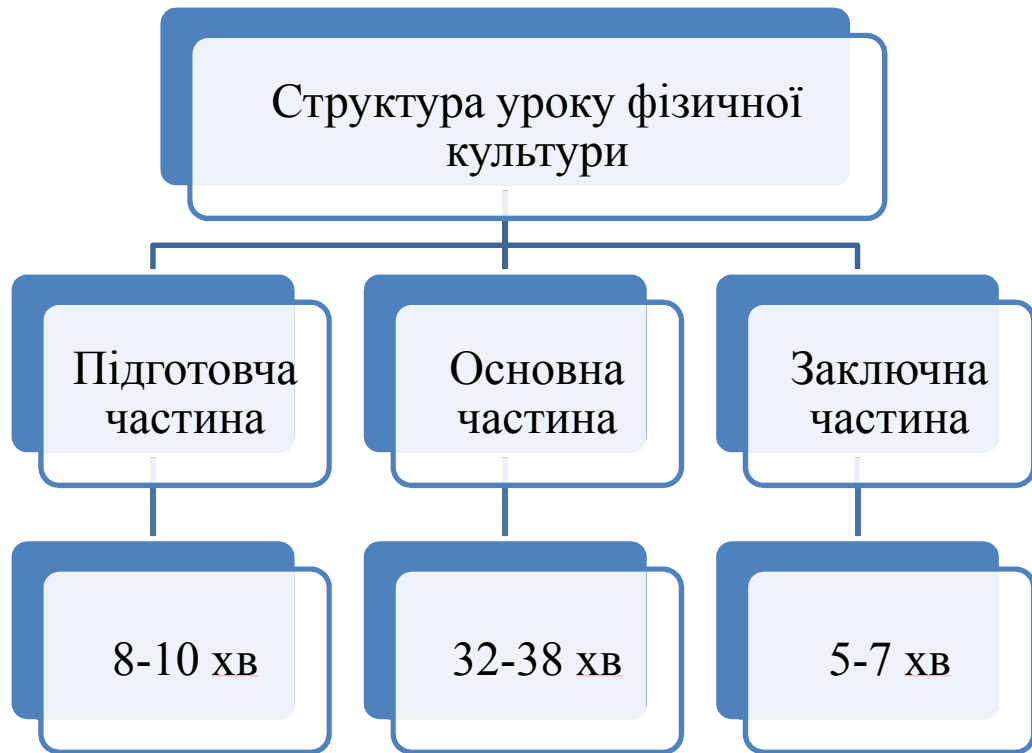 Структура уроку фізичної
культури
Підготовча
частина
Основна
частина
Заключна
частина
8-10 хв
32-38 хв
5-7 хв